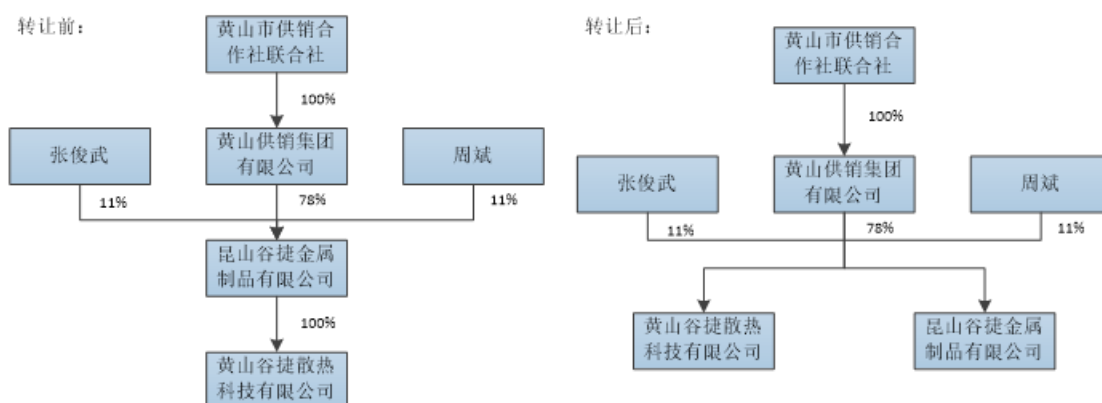 转让前：
黄山市供销合
作社联合社
100%
张俊武
黄山供销集团
有限公司
周斌
11%
78%
11%
昆山谷捷金属
制品有限公司
100%
黄山谷捷散热
科技有限公司
转让后：
黄山市供销合
作社联合社
100%
张俊武
黄山供销集团
有限公司
周斌
11%
78%
11%
黄山谷捷散热
科技有限公司
昆山谷捷金属
制品有限公司